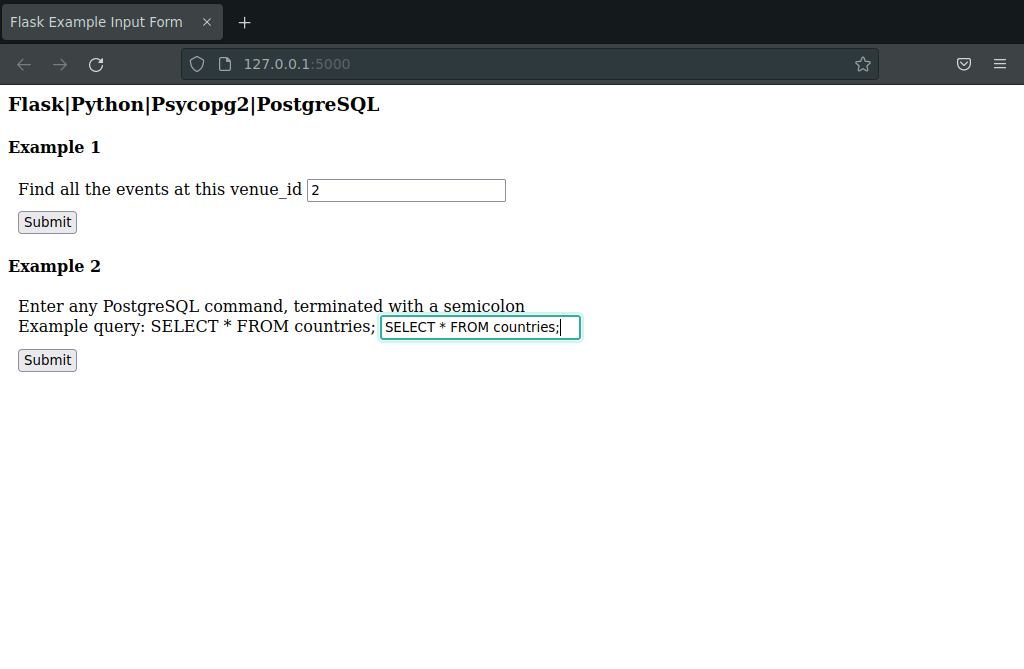 Flask Example Input Form
127.0.0.1:5000
Flask|Python|Psycopg2|PostgreSQL
Example 1
Find all the events at this venue_id 2
Submit
Example 2
Enter any PostgreSQL command, terminated with a semicolon
Example query: SELECT * FROM countries; SELECT * FROM countries;
Submit